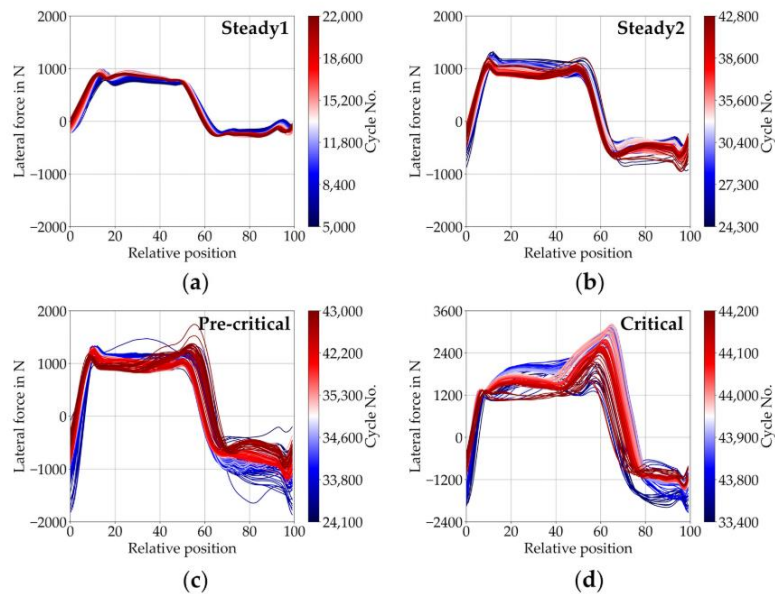 Steady1
2000
1000
0
−1000
−2000
Lateral force in N
0 20 40 60 80 100
Relative position
22,000
18,600
15,200
11,800
8,400
5,000
Cycle No.
(a)
Steady2
2000
1000
0
−1000
−2000
Lateral force in N
0 20 40 60 80 100
Relative position
42,800
38,600
33,600
30,400
27,300
24,300
Cycle No.
(b)
Pre-critical
2000
1000
0
−1000
−2000
Lateral force in N
0 20 40 60 80 100
Relative position
43,000
42,200
35,300
34,600
33,800
24,100
Cycle No.
(c)
Critical
3600
2400
1200
0
−1200
−2400
Lateral force in N
0 20 40 60 80 100
Relative position
44,200
44,100
44,000
43,900
43,800
33,400
Cycle No.
(d)